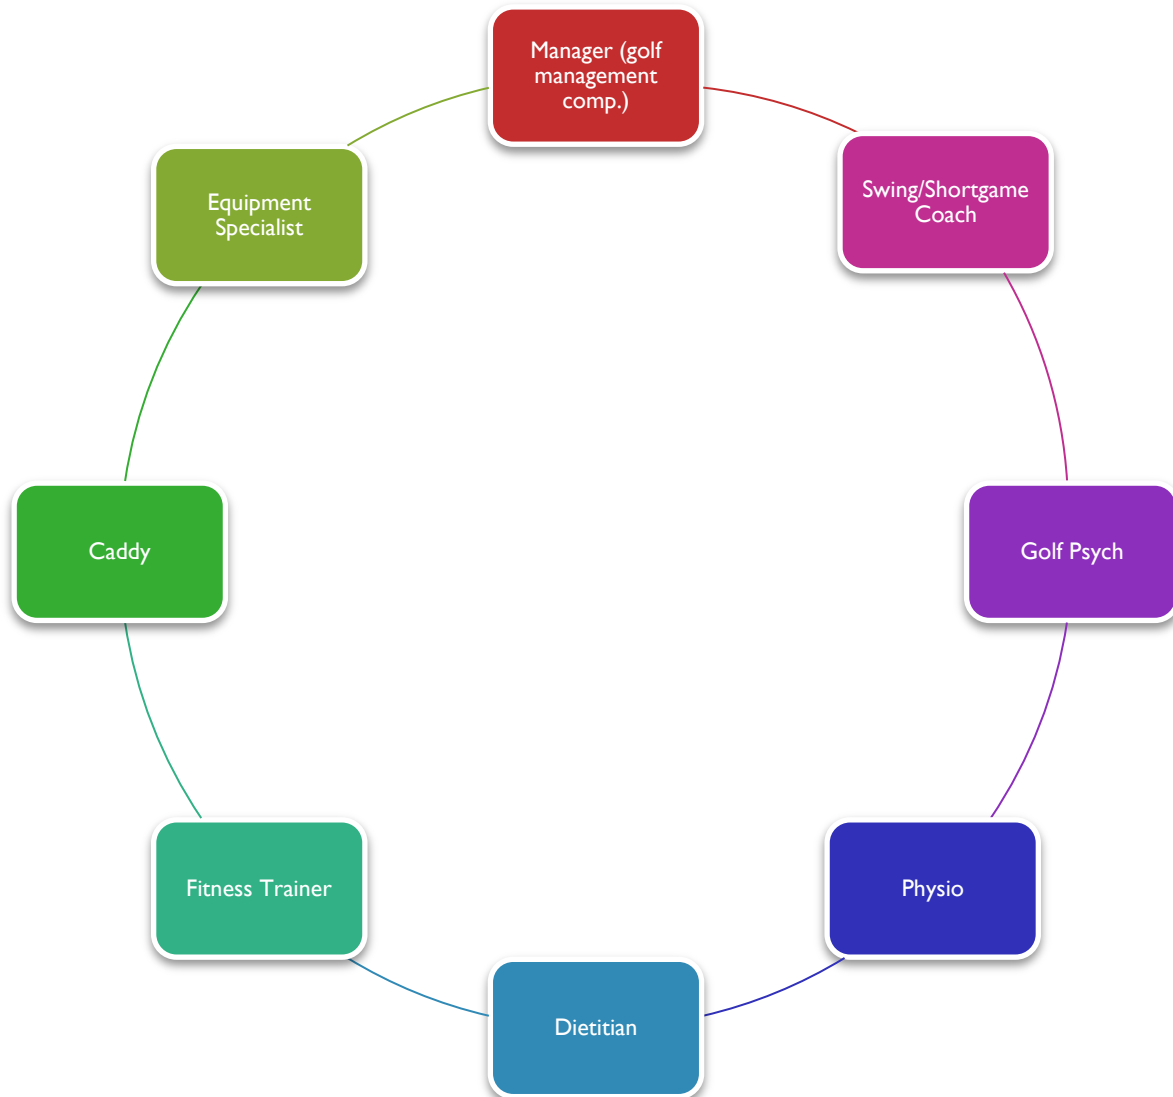 Manager (golf
management
comp.)
Swing/Shortgame
Coach
Golf Psych
Physio
Dietitian
Fitness Trainer
Caddy
Equipment
Specialist